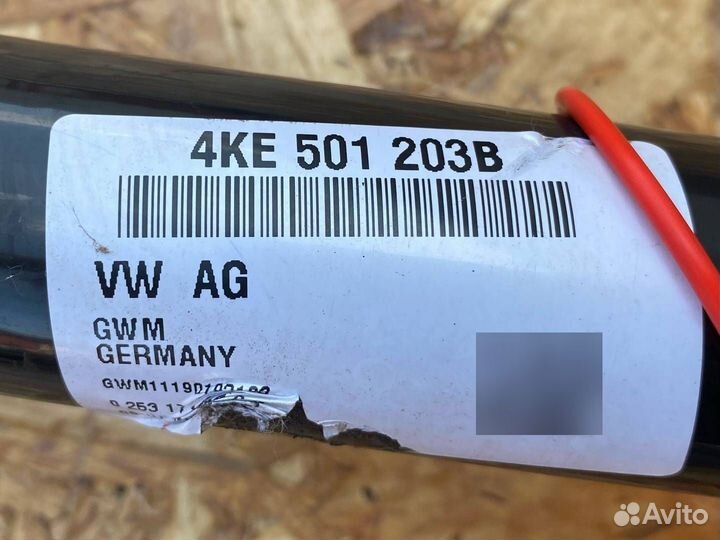 4KE 501 203B
VW AG
GWM
GERMANY
Avito